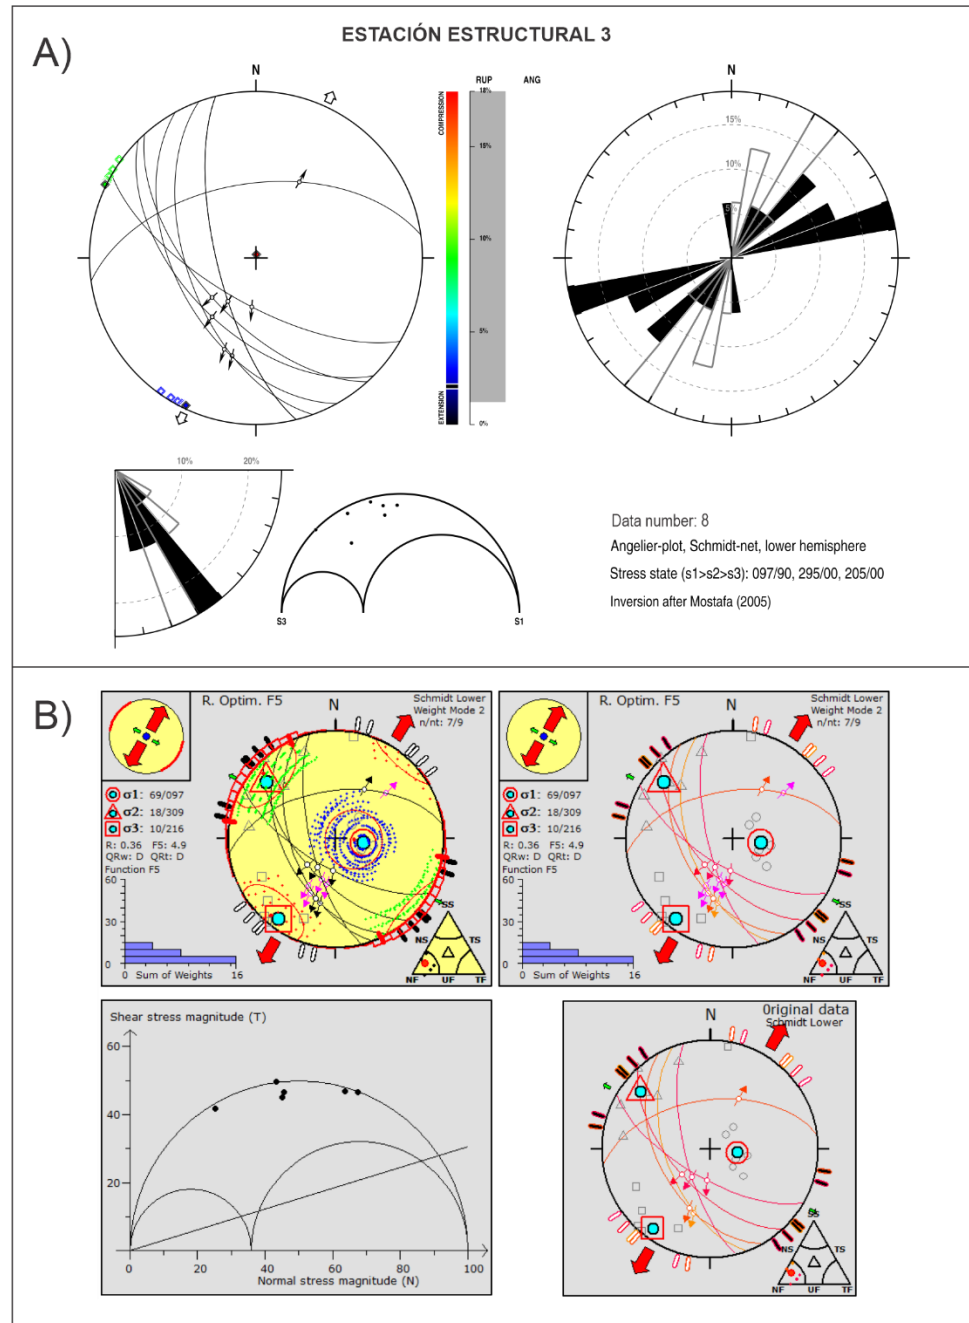 ESTACIÓN ESTRUCTURAL 3
A)
N
RUP
ANG
18%
COMPRESSION
10%
5%
EXTENSION
0%
N
15%
10%
5%
10%
20%
S3
S1
Data number: 8
Angelier-plot, Schmidt-net, lower hemisphere
Stress state (s1>s2>s3): 097/90, 295/00, 205/00
Inversion after Mostafa (2005)
B)
R. Optim. F5
N
Schmidt Lower
Weight Mode 2
n/nt: 7/9
σ1: 69/097
σ2: 18/309
σ3: 10/216
R: 0.36 F5: 4.9
QRw: D QRt: D
Function F5
60
30
0
0
16
Sum of Weights
SS
NS
TS
NF
UF
TF
R. Optim. F5
N
Schmidt Lower
Weight Mode 2
n/nt: 7/9
σ1: 69/097
σ2: 18/309
σ3: 10/216
R: 0.36 F5: 4.9
QRw: D QRt: D
Function F5
60
30
0
0
16
Sum of Weights
SS
NS
TS
NF
UF
TF
Shear stress magnitude (T)
60
40
20
0
20
40
60
80
100
Normal stress magnitude (N)
N
Original data
Schmidt Lower
SS
NS
TS
NF
UF
TF